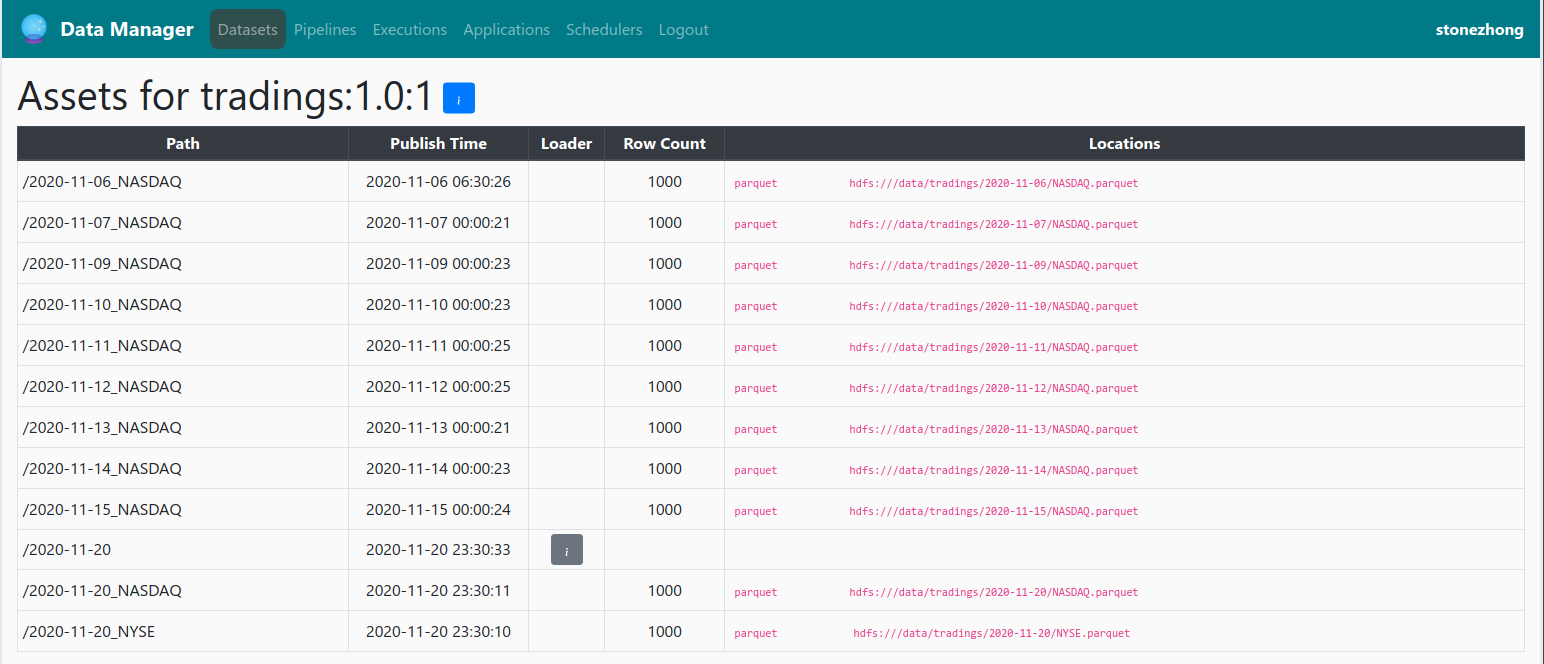 Data Manager Datasets Pipelines Executions Applications Schedulers Logout stonezhong
Assets for tradings:1.0:1 i
Path Publish Time Loader Row Count Locations
/2020-11-06_NASDAQ 2020-11-06 06:30:26 1000 parquet hdfs:///data/tradings/2020-11-06/NASDAQ.parquet
/2020-11-07_NASDAQ 2020-11-07 00:00:21 1000 parquet hdfs:///data/tradings/2020-11-07/NASDAQ.parquet
/2020-11-09_NASDAQ 2020-11-09 00:00:23 1000 parquet hdfs:///data/tradings/2020-11-09/NASDAQ.parquet
/2020-11-10_NASDAQ 2020-11-10 00:00:23 1000 parquet hdfs:///data/tradings/2020-11-10/NASDAQ.parquet
/2020-11-11_NASDAQ 2020-11-11 00:00:25 1000 parquet hdfs:///data/tradings/2020-11-11/NASDAQ.parquet
/2020-11-12_NASDAQ 2020-11-12 00:00:25 1000 parquet hdfs:///data/tradings/2020-11-12/NASDAQ.parquet
/2020-11-13_NASDAQ 2020-11-13 00:00:21 1000 parquet hdfs:///data/tradings/2020-11-13/NASDAQ.parquet
/2020-11-14_NASDAQ 2020-11-14 00:00:23 1000 parquet hdfs:///data/tradings/2020-11-14/NASDAQ.parquet
/2020-11-15_NASDAQ 2020-11-15 00:00:24 1000 parquet hdfs:///data/tradings/2020-11-15/NASDAQ.parquet
/2020-11-20 2020-11-20 23:30:33 i
/2020-11-20_NASDAQ 2020-11-20 23:30:11 1000 parquet hdfs:///data/tradings/2020-11-20/NASDAQ.parquet
/2020-11-20_NYSE 2020-11-20 23:30:10 1000 parquet hdfs:///data/tradings/2020-11-20/NYSE.parquet